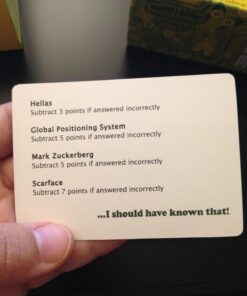 Hellas
Subtract 3 points if answered incorrectly
Global Positioning System
Subtract 5 points if answered incorrectly
Mark Zuckerberg
Subtract 5 points if answered incorrectly
Scarface
Subtract 7 points if answered incorrectly
...I should have known that!